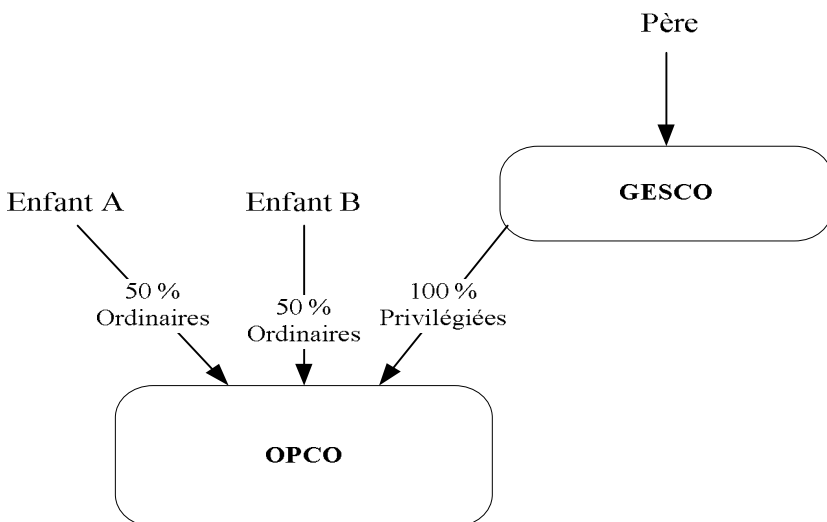 Père
GESCO
Enfant A
Enfant B
50 %
Ordinaires
50 %
Ordinaires
100 %
Privilégiées
OPCO